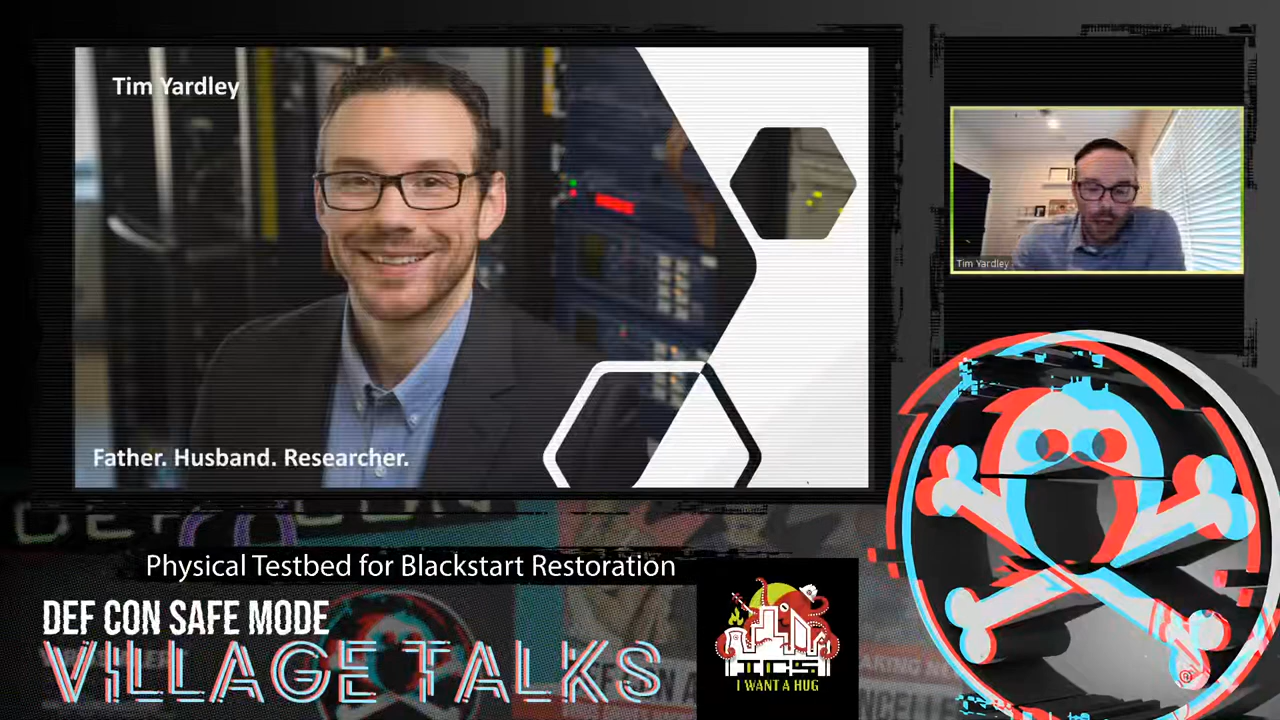 Tim Yardley
Father. Husband. Researcher.
Tim Yardley
Physical Testbed for Blackstart Restoration
DEF CON SAFE MODE
VILLAGE TALKS
ICS
I WANT A HUG